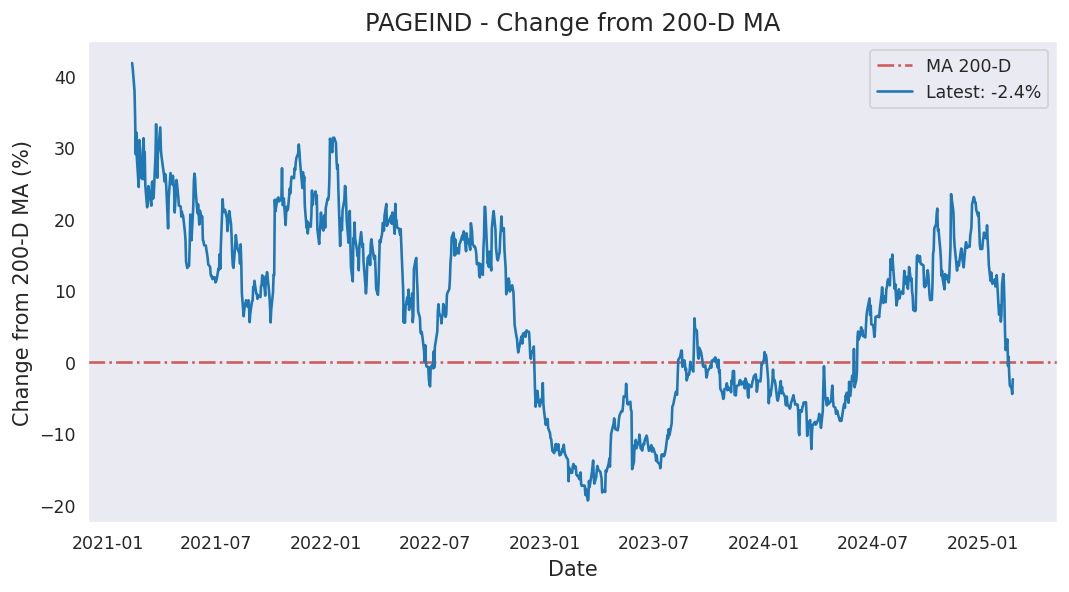 PAGEIND - Change from 200-D MA
MA 200-D
Latest: -2.4%
Change from 200-D MA (%)
40
30
20
10
0
−10
−20
2021-01 2021-07 2022-01 2022-07 2023-01 2023-07 2024-01 2024-07 2025-01
Date